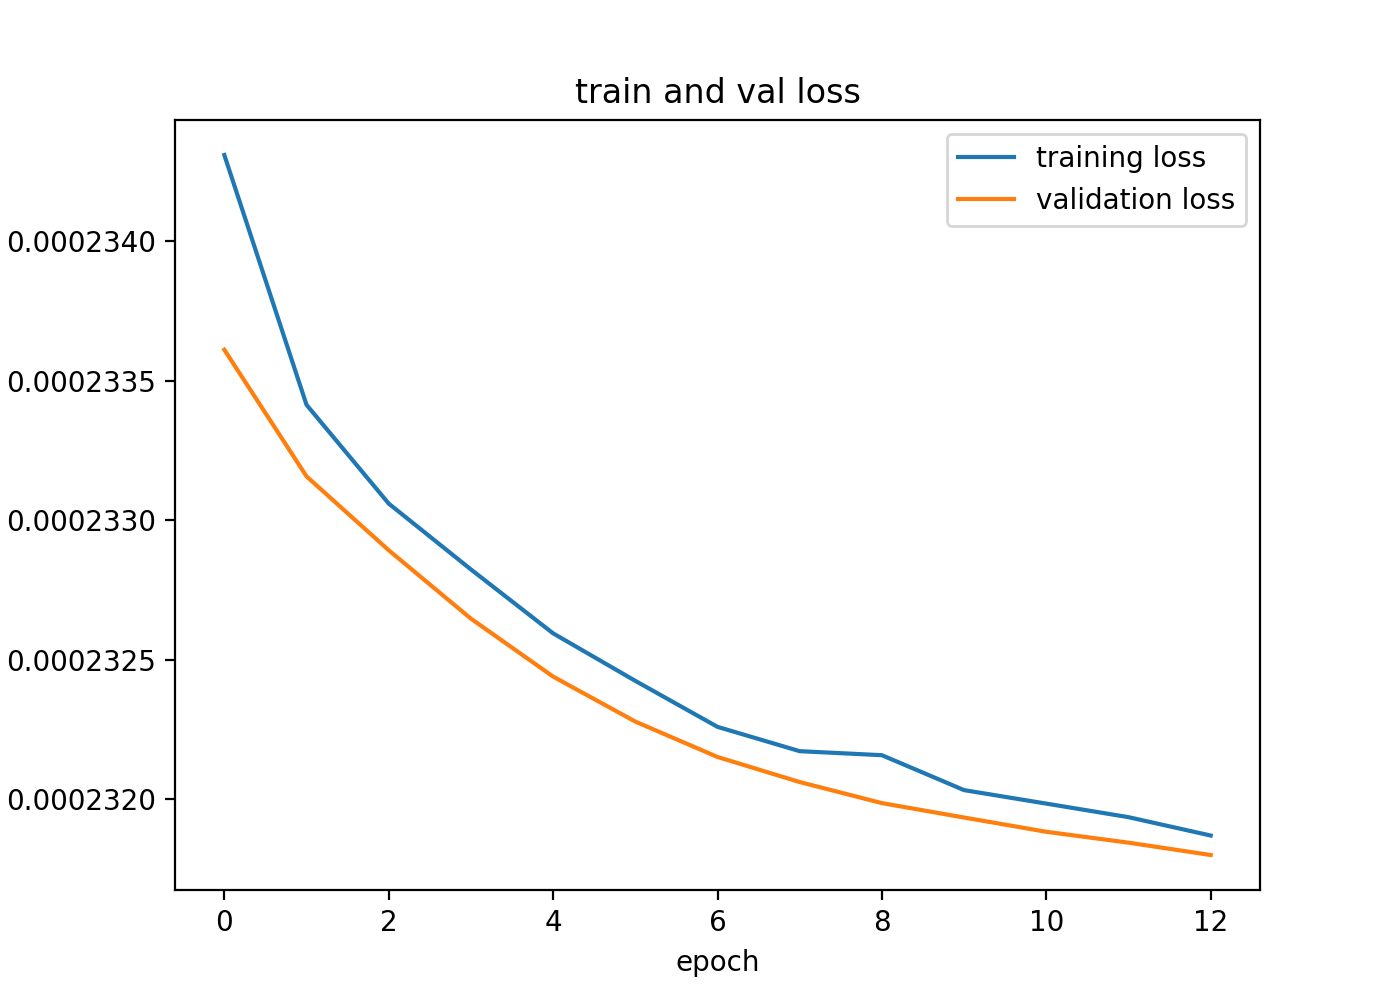 train and val loss
training loss
validation loss
0.0002340
0.0002335
0.0002330
0.0002325
0.0002320
0 2 4 6 8 10 12
epoch